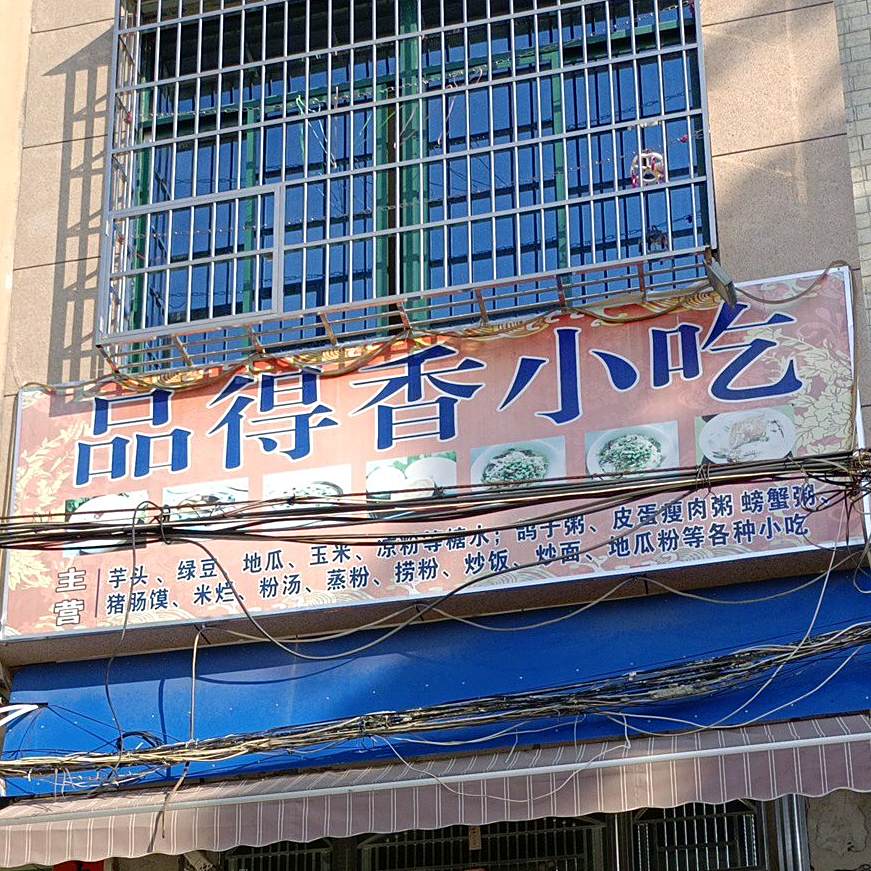 品得香小吃
主营
芋头、绿豆、地瓜、玉米、凉粉等糖水；鸽子粥、皮蛋瘦肉粥 螃蟹粥、
猪肠馍、米烂、粉汤、蒸粉、捞粉、炒饭、炒面、地瓜粉等各种小吃